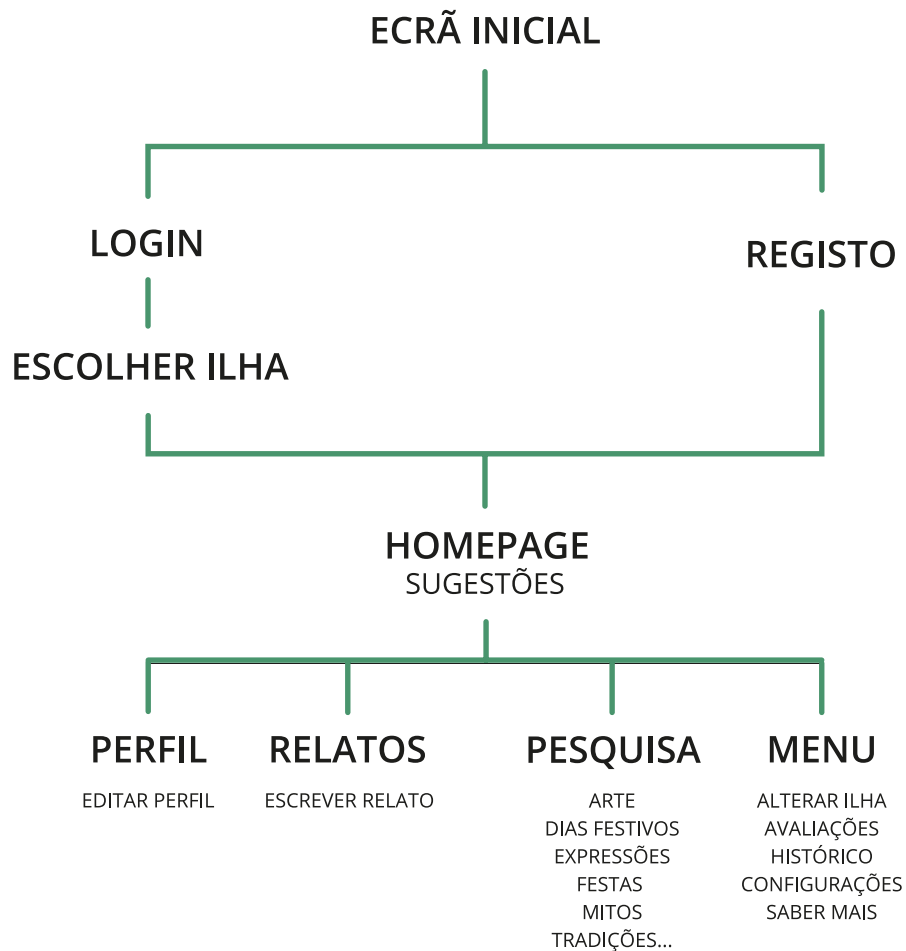 ECRÃ INICIAL
LOGIN
REGISTO
ESCOLHER ILHA
HOMEPAGE
SUGESTÕES
PERFIL
EDITAR PERFIL
RELATOS
ESCREVER RELATO
PESQUISA
ARTE
DIAS FESTIVOS
EXPRESSÕES
FESTAS
MITOS
TRADIÇÕES...
MENU
ALTERAR ILHA
AVALIAÇÕES
HISTÓRICO
CONFIGURAÇÕES
SABER MAIS